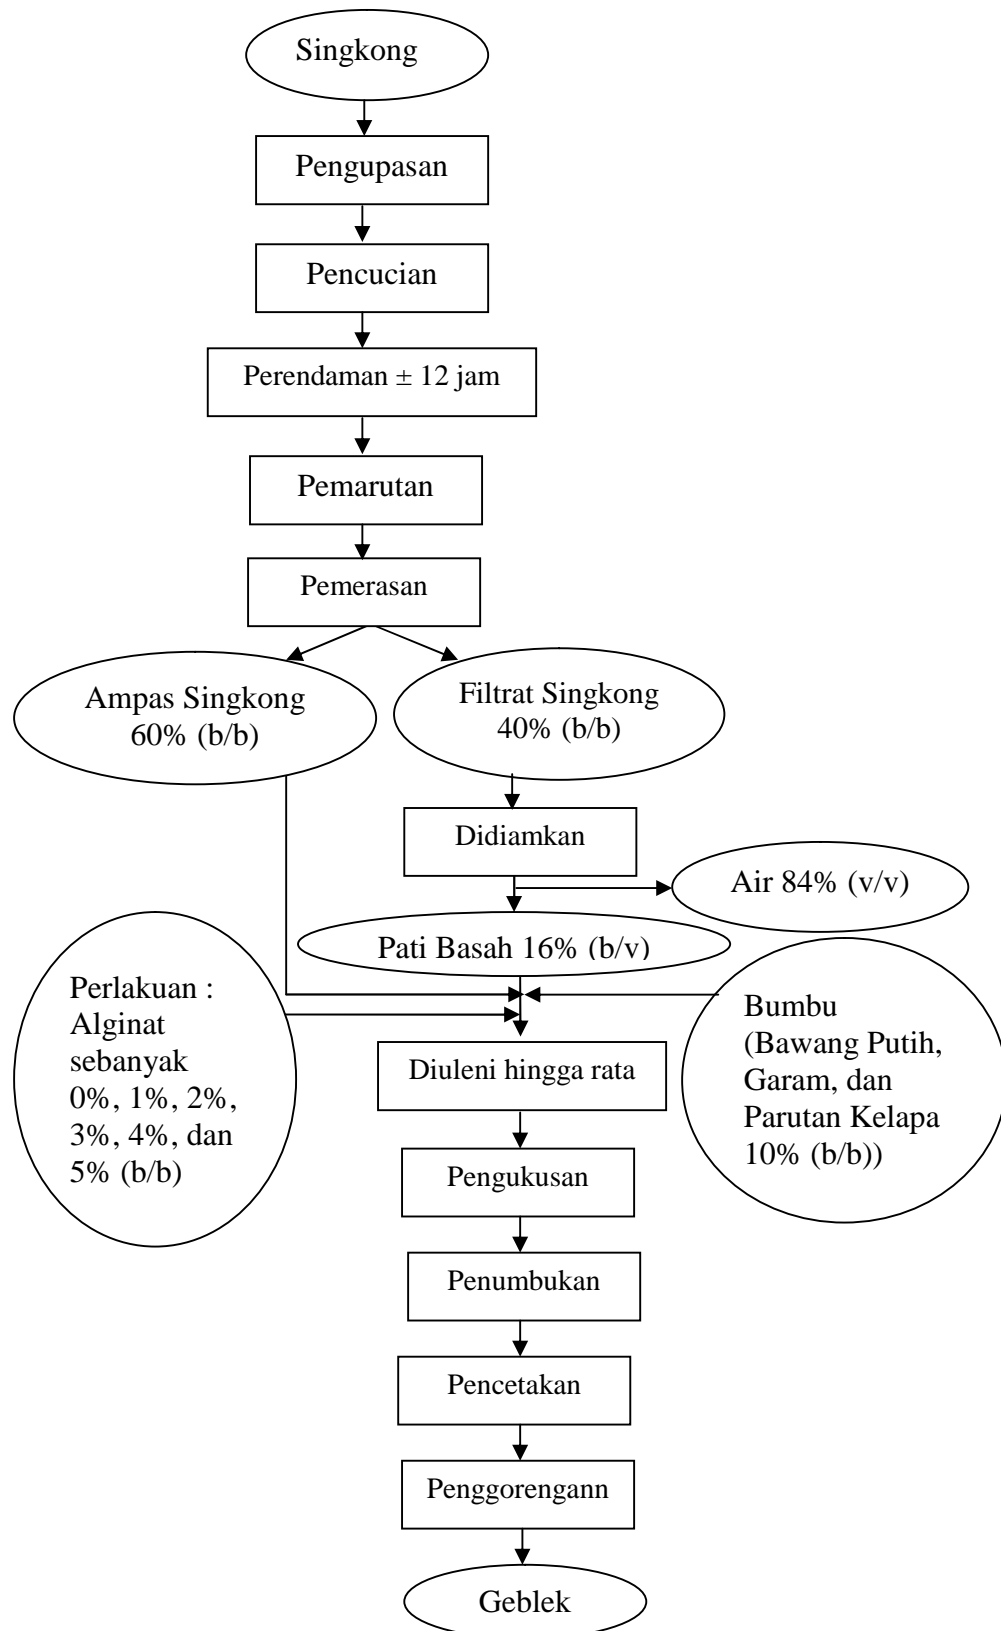 Singkong
Pengupasan
Pencucian
Perendaman ± 12 jam
Pemarutan
Pemerasan
Ampas Singkong
60% (b/b)
Filtrat Singkong
40% (b/b)
Didiamkan
Air 84% (v/v)
Pati Basah 16% (b/v)
Perlakuan :
Alginat
sebanyak
0%, 1%, 2%,
3%, 4%, dan
5% (b/b)
Bumbu
(Bawang Putih,
Garam, dan
Parutan Kelapa
10% (b/b))
Diuleni hingga rata
Pengukusan
Penumbukan
Pencetakan
Penggorengann
Geblek